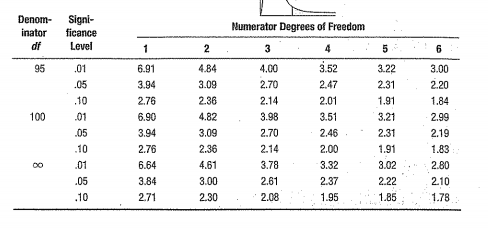 Denom- Signi-
inator ficance Numerator Degrees of Freedom
df Level 1 2 3 4 5 6
95 .01 6.91 4.84 4.00 3.52 3.22 3.00
.05 3.94 3.09 2.70 2.47 2.31 2.20
.10 2.76 2.36 2.14 2.01 1.91 1.84
100 .01 6.90 4.82 3.98 3.51 3.21 2.99
.05 3.94 3.09 2.70 2.46 2.31 2.19
.10 2.76 2.36 2.14 2.00 1.91 1.83
∞ .01 6.64 4.61 3.78 3.32 3.02 2.80
.05 3.84 3.00 2.61 2.37 2.22 2.10
.10 2.71 2.30 2.08 1.95 1.85 1.78